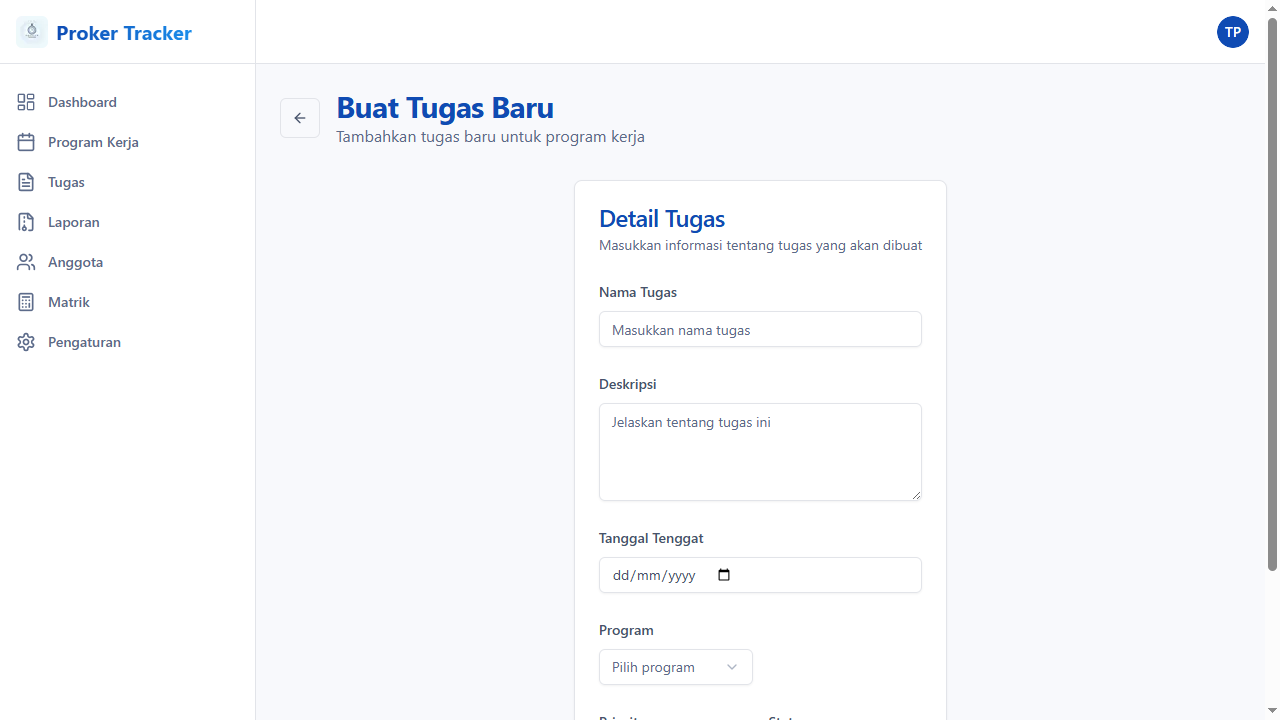 Proker Tracker
TP
Dashboard
Program Kerja
Tugas
Laporan
Anggota
Matrik
Pengaturan
Buat Tugas Baru
Tambahkan tugas baru untuk program kerja
Detail Tugas
Masukkan informasi tentang tugas yang akan dibuat
Nama Tugas
Masukkan nama tugas
Deskripsi
Jelaskan tentang tugas ini
Tanggal Tenggat
dd/mm/yyyy
Program
Pilih program